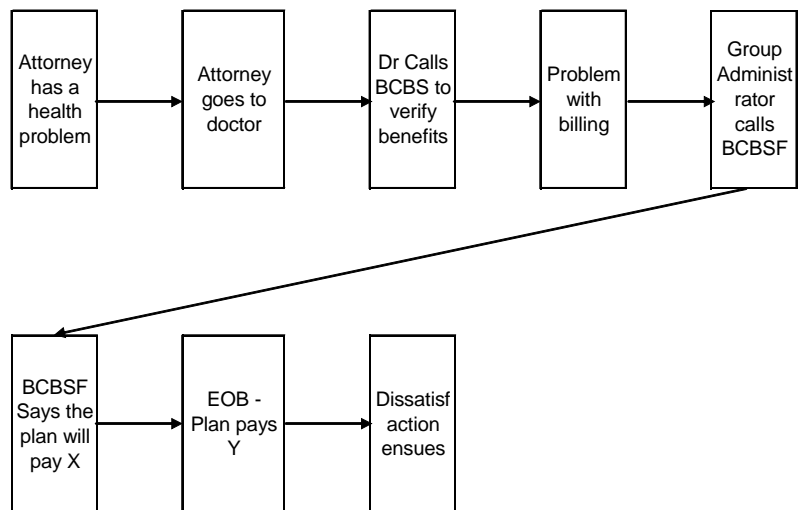 Attorney
has a
health
problem
Attorney
goes to
doctor
Dr Calls
BCBS to
verify
benefits
Problem
with
billing
Group
Administ
rator
calls
BCBSF
BCBSF
Says the
plan will
pay X
EOB -
Plan pays
Y
Dissatisf
action
ensues